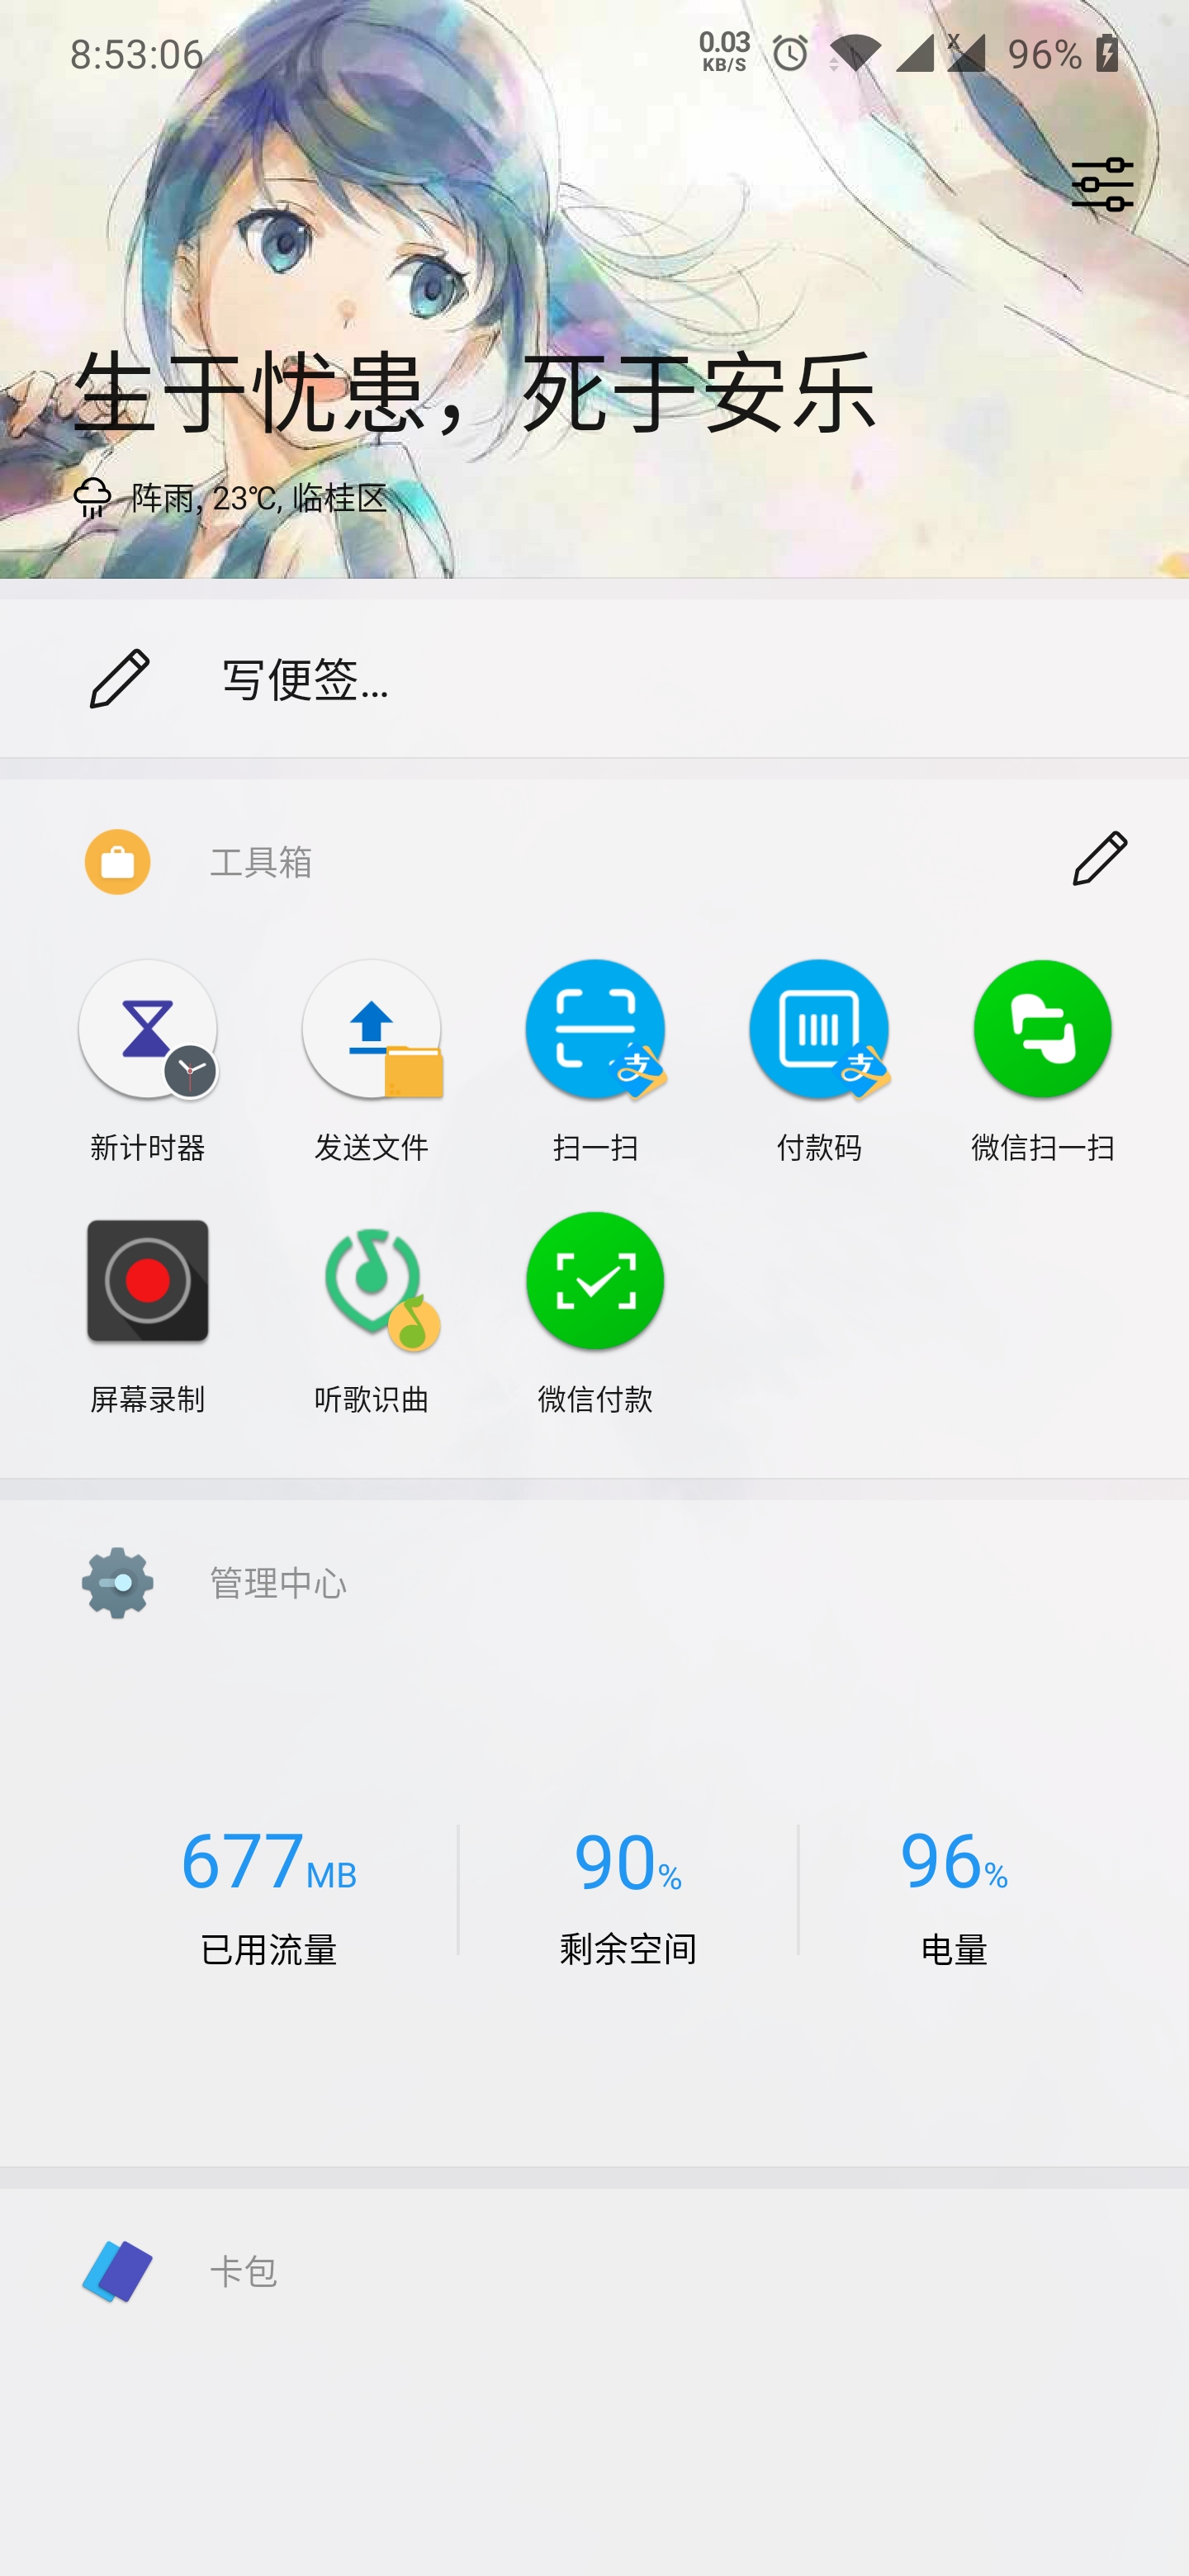 8:53:06
0.03
KB/S
96%
生于忧患，死于安乐
阵雨, 23℃, 临桂区
写便签...
工具箱
新计时器 发送文件 扫一扫 付款码 微信扫一扫
屏幕录制 听歌识曲 微信付款
管理中心
677MB 90% 96%
已用流量 剩余空间 电量
卡包